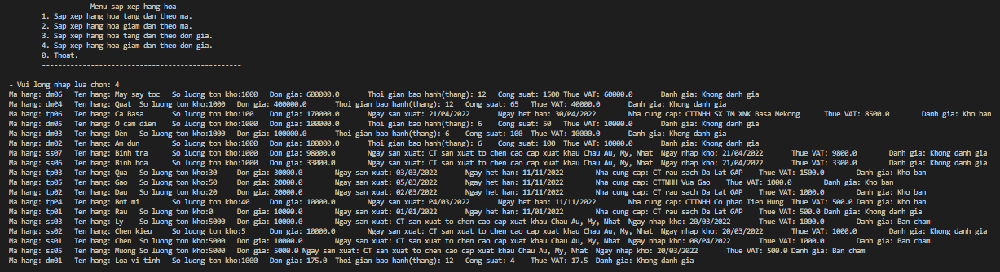 ----------- Menu sap xep hang hoa -------------
1. Sap xep hang hoa tang dan theo ma.
2. Sap xep hang hoa giam dan theo ma.
3. Sap xep hang hoa tang dan theo don gia.
4. Sap xep hang hoa giam dan theo don gia.
0. Thoat.
-------------------------------------------------
- Vui long nhap lua chon: 4
Ma hang: dm06 Ten hang: May say toc So luong ton kho:1000 Don gia: 600000.0 Thoi gian bao hanh(thang): 12 Cong suat: 1500 Thue VAT: 60000.0 Danh gia: Khong danh gia
Ma hang: dm04 Ten hang: Quat So luong ton kho:1000 Don gia: 400000.0 Thoi gian bao hanh(thang): 12 Cong suat: 65 Thue VAT: 40000.0 Danh gia: Khong danh gia
Ma hang: tp06 Ten hang: Ca Basa So luong ton kho:100 Don gia: 170000.0 Ngay san xuat: 21/04/2022 Ngay het han: 30/04/2022 Nha cung cap: CTTNHH SX TM XNK Basa Mekong Thue VAT: 8500.0 Danh gia: Kho ban
Ma hang: dm05 Ten hang: O cam dien So luong ton kho:1000 Don gia: 100000.0 Thoi gian bao hanh(thang): 6 Cong suat: 50 Thue VAT: 10000.0 Danh gia: Khong danh gia
Ma hang: dm03 Ten hang: Dèn So luong ton kho:1000 Don gia: 100000.0 Thoi gian bao hanh(thang): 6 Cong suat: 100 Thue VAT: 10000.0 Danh gia: Khong danh gia
Ma hang: dm02 Ten hang: Am dun So luong ton kho:1000 Don gia: 100000.0 Thoi gian bao hanh(thang): 6 Cong suat: 100 Thue VAT: 10000.0 Danh gia: Khong danh gia
Ma hang: ss07 Ten hang: Binh tra So luong ton kho:1000 Don gia: 98000.0 Ngay san xuat: CT san xuat to chen cao cap xuat khau Chau Au, My, Nhat Ngay nhap kho: 21/04/2022 Thue VAT: 9800.0 Danh gia: Khong danh gia
Ma hang: ss06 Ten hang: Binh hoa So luong ton kho:1000 Don gia: 33000.0 Ngay san xuat: CT san xuat to chen cao cap xuat khau Chau Au, My, Nhat Ngay nhap kho: 21/04/2022 Thue VAT: 3300.0 Danh gia: Khong danh gia
Ma hang: tp03 Ten hang: Qua So luong ton kho:30 Don gia: 30000.0 Ngay san xuat: 03/03/2022 Ngay het han: 11/11/2022 Nha cung cap: CT rau sach Da Lat GAP Thue VAT: 1500.0 Danh gia: Kho ban
Ma hang: tp05 Ten hang: Gao So luong ton kho:50 Don gia: 20000.0 Ngay san xuat: 05/03/2022 Ngay het han: 11/11/2022 Nha cung cap: CTTNHH Vua Gao Thue VAT: 1000.0 Danh gia: Kho ban
Ma hang: tp02 Ten hang: Dau So luong ton kho:20 Don gia: 20000.0 Ngay san xuat: 02/03/2022 Ngay het han: 11/11/2022 Nha cung cap: CT rau sach Da Lat GAP Thue VAT: 1000.0 Danh gia: Kho ban
Ma hang: tp04 Ten hang: Bot mi So luong ton kho:40 Don gia: 10000.0 Ngay san xuat: 04/03/2022 Ngay het han: 11/11/2022 Nha cung cap: CTTNHH Co phan Tien Hung Thue VAT: 500.0 Danh gia: Kho ban
Ma hang: tp01 Ten hang: Rau So luong ton kho:0 Don gia: 10000.0 Ngay san xuat: 01/01/2022 Ngay het han: 11/01/2022 Nha cung cap: CT rau sach Da Lat GAP Thue VAT: 500.0 Danh gia: Khong danh gia
Ma hang: ss03 Ten hang: Ly So luong ton kho:5000 Don gia: 10000.0 Ngay san xuat: CT san xuat to chen cao cap xuat khau Chau Au, My, Nhat Ngay nhap kho: 20/03/2022 Thue VAT: 1000.0 Danh gia: Ban cham
Ma hang: ss02 Ten hang: Chen kieu So luong ton kho:5 Don gia: 10000.0 Ngay san xuat: CT san xuat to chen cao cap xuat khau Chau Au, My, Nhat Ngay nhap kho: 20/03/2022 Thue VAT: 1000.0 Danh gia: Khong danh gia
Ma hang: ss01 Ten hang: Chen So luong ton kho:5000 Don gia: 10000.0 Ngay san xuat: CT san xuat to chen cao cap xuat khau Chau Au, My, Nhat Ngay nhap kho: 08/04/2022 Thue VAT: 1000.0 Danh gia: Ban cham
Ma hang: ss05 Ten hang: Muong So luong ton kho:5000 Don gia: 5000.0 Ngay san xuat: CT san xuat to chen cao cap xuat khau Chau Au, My, Nhat Ngay nhap kho: 20/03/2022 Thue VAT: 500.0 Danh gia: Ban cham
Ma hang: dm01 Ten hang: Loa vi tinh So luong ton kho:1000 Don gia: 175.0 Thoi gian bao hanh(thang): 12 Cong suat: 4 Thue VAT: 17.5 Danh gia: Khong danh gia